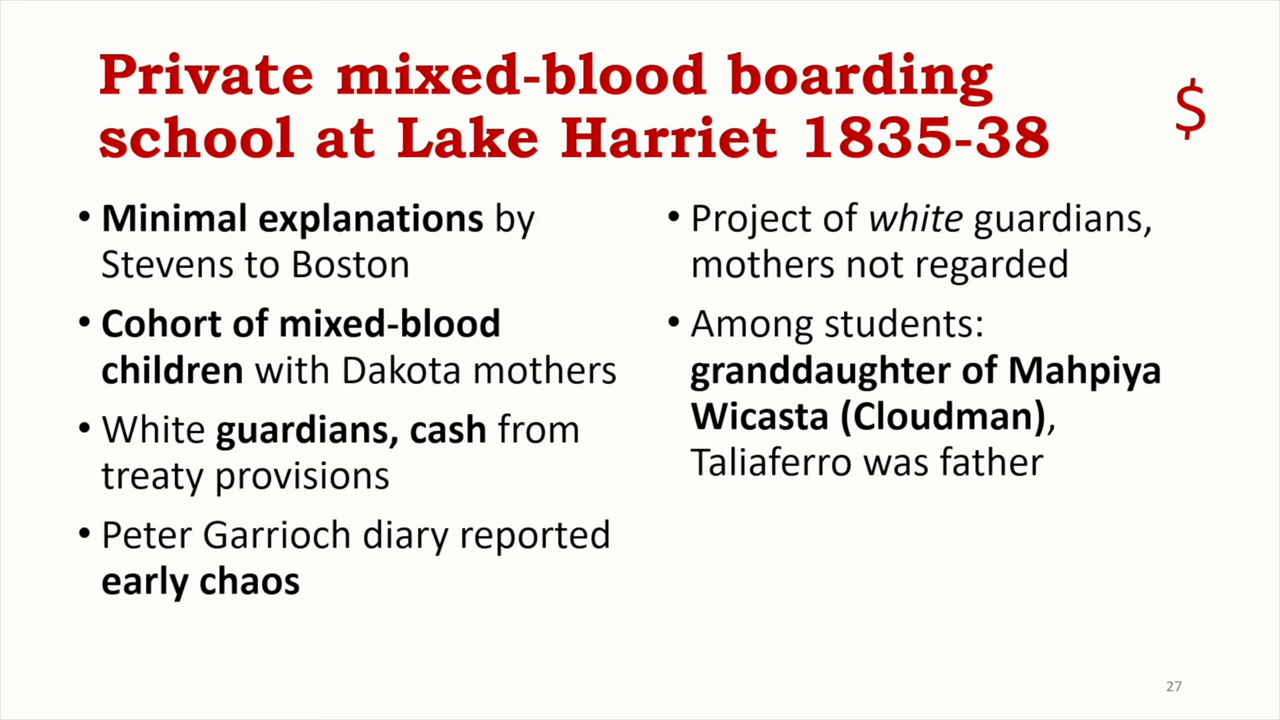 Private mixed-blood boarding
school at Lake Harriet 1835-38
$
• Minimal explanations by
Stevens to Boston
• Cohort of mixed-blood
children with Dakota mothers
• White guardians, cash from
treaty provisions
• Peter Garrioch diary reported
early chaos
• Project of white guardians,
mothers not regarded
• Among students:
granddaughter of Mahpiya
Wicasta (Cloudman),
Taliaferro was father
27